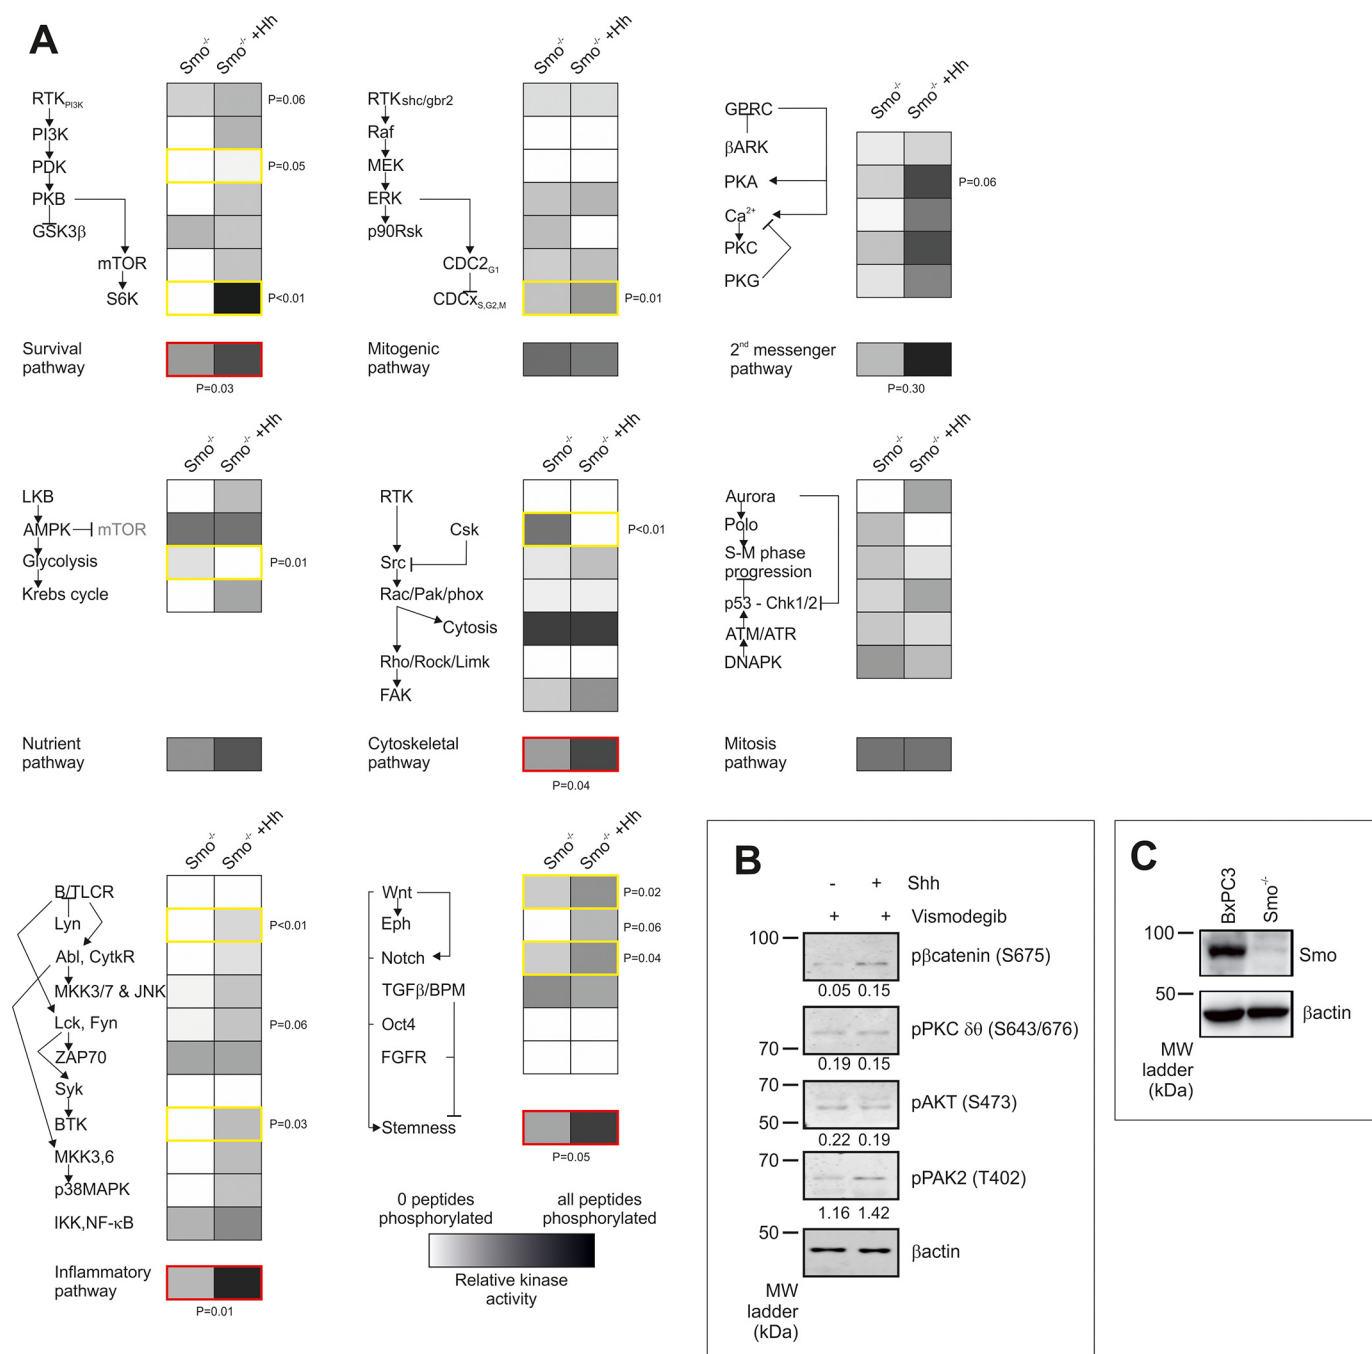 A
Smo-/-
Smo-/- +Hh
RTKPI3K
PI3K
PDK
PKB
GSK3β
mTOR
S6K
P=0.06
P=0.05
P<0.01
Survival
pathway
P=0.03
Smo-/-
Smo-/- +Hh
RTKshc/gbr2
Raf
MEK
ERK
p90Rsk
CDC2G1
CDCxS,G2,M
P=0.01
Mitogenic
pathway
Smo-/-
Smo-/- +Hh
GPRC
βARK
PKA
Ca2+
PKC
PKG
P=0.06
2nd messenger
pathway
P=0.30
Smo-/-
Smo-/- +Hh
LKB
AMPK
mTOR
Glycolysis
Krebs cycle
P=0.01
Nutrient
pathway
Smo-/-
Smo-/- +Hh
RTK
Csk
Src
Rac/Pak/phox
Cytosis
Rho/Rock/Limk
FAK
P<0.01
Cytoskeletal
pathway
P=0.04
Smo-/-
Smo-/- +Hh
Aurora
Polo
S-M phase
progression
p53 - Chk1/2
ATM/ATR
DNAPK
Mitosis
pathway
Smo-/-
Smo-/- +Hh
B/TLCR
Lyn
Abl, CytkR
MKK3/7 & JNK
Lck, Fyn
ZAP70
Syk
BTK
MKK3,6
p38MAPK
IKK,NF-κB
P<0.01
P=0.06
P=0.03
Inflammatory
pathway
P=0.01
Smo-/-
Smo-/- +Hh
Wnt
Eph
Notch
TGFβ/BPM
Oct4
FGFR
Stemness
P=0.02
P=0.06
P=0.04
P=0.05
0 peptides
phosphorylated
all peptides
phosphorylated
Relative kinase
activity
B
- + Shh
+ + Vismodegib
100
pβcatenin (S675)
0.05 0.15
pPKC δθ (S643/676)
70
0.19 0.15
70
pAKT (S473)
50
0.22 0.19
70
pPAK2 (T402)
1.16 1.42
50
βactin
MW
ladder
(kDa)
C
BxPC3
Smo-/-
100
Smo
50
βactin
MW
ladder
(kDa)